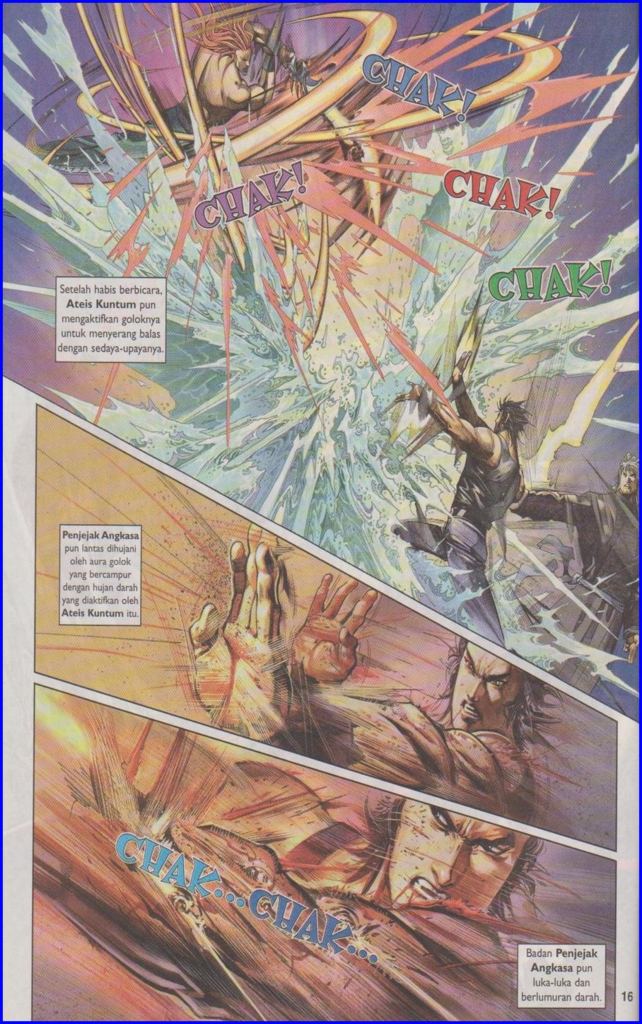 CHAK!
CHAK!
CHAK!
CHAK!
Setelah habis berbicara,
Ateis Kuntum pun
mengaktifkan goloknya
untuk menyerang balas
dengan sedaya-upayanya.
Penjejak Angkasa
pun lantas dihujani
oleh aura golok
yang bercampur
dengan hujan darah
yang diaktifkan oleh
Ateis Kuntum itu.
CHAK...CHAK...
Badan Penjejak
Angkasa pun
luka-luka dan
berlumuran darah.
16